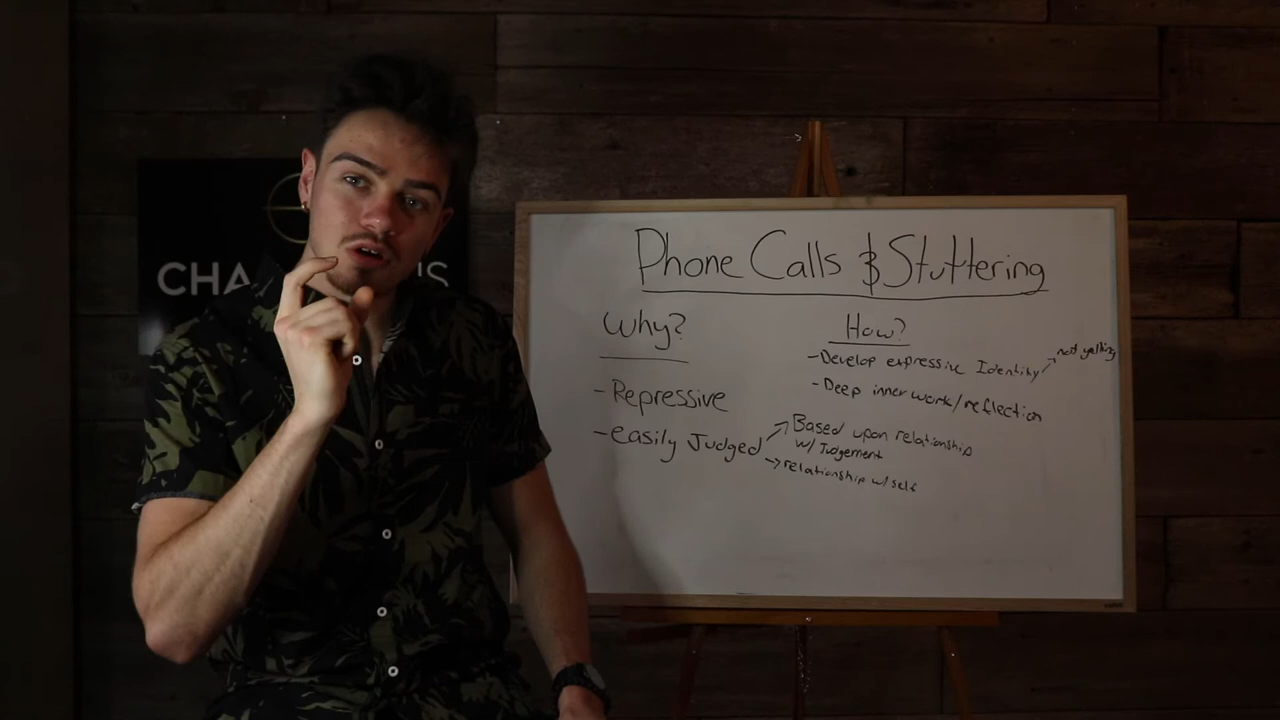 CHA
S
Phone Calls & Stuttering
Why?
- Repressive
- easily Judged
Based upon relationship
w/ Judgement
relationship w/ self
How?
- Develop expressive Identity
not yelling
- Deep inner work/reflection